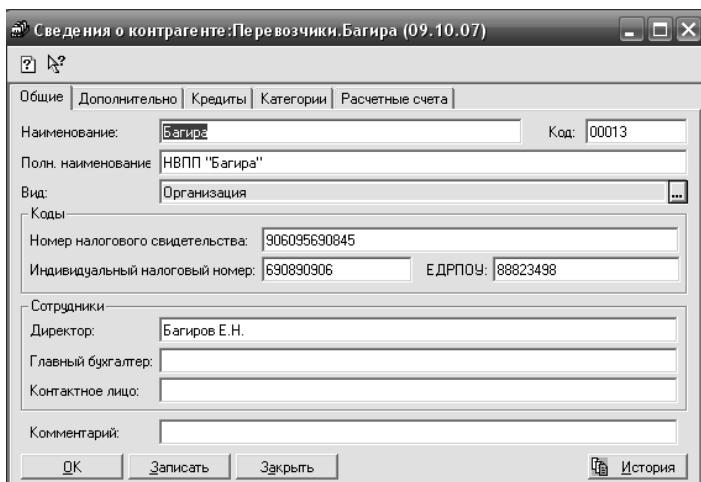 Сведения о контрагенте:Перевозчики.Багира (09.10.07)
Общие Дополнительно Кредиты Категории Расчетные счета
Наименование: Багира Код: 00013
Полн. наименование НВПП "Багира"
Вид: Организация ...
Коды
Номер налогового свидетельства: 906095690845
Индивидуальный налоговый номер: 690890906 ЕДРПОУ: 88823498
Сотрудники
Директор: Багиров Е.Н.
Главный бухгалтер:
Контактное лицо:
Комментарий:
OK Записать Закрыть История